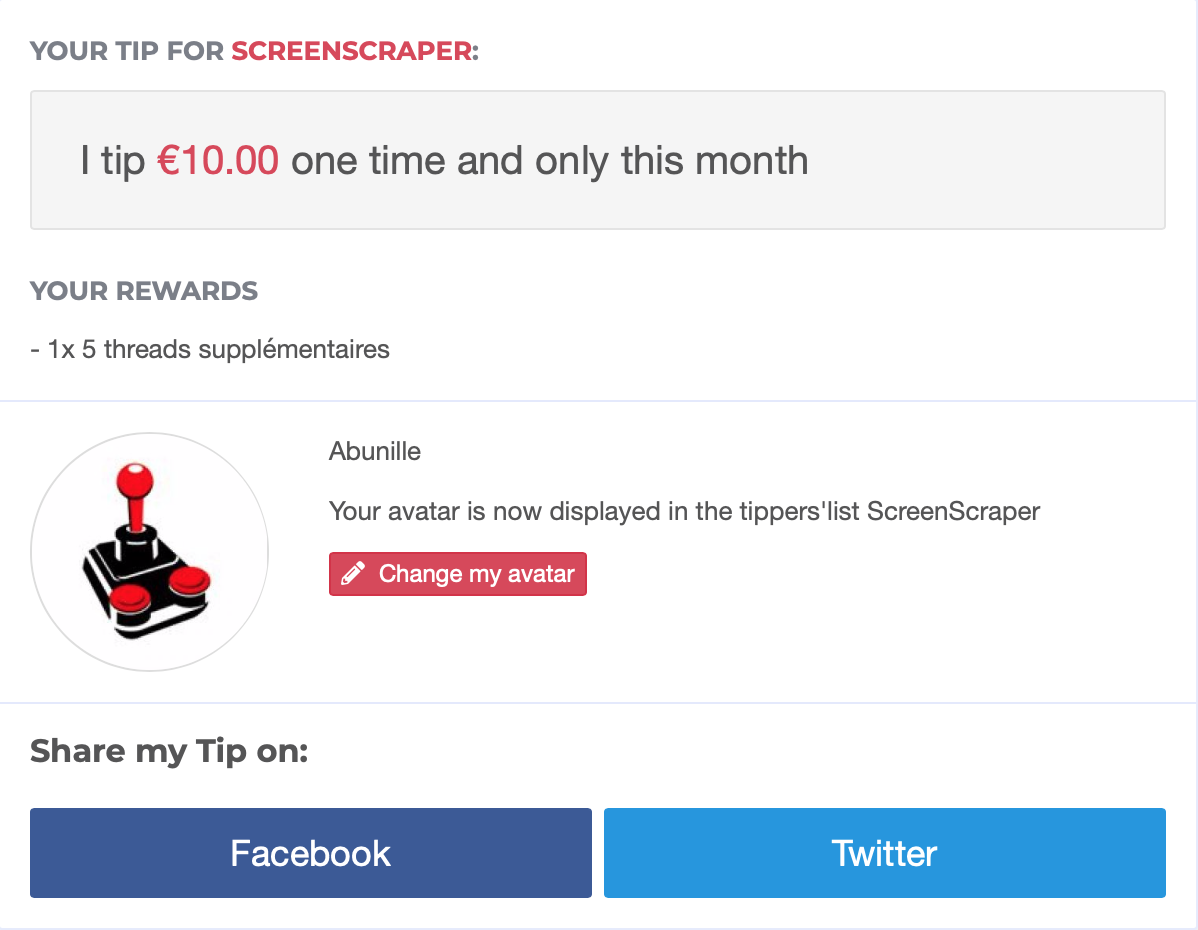 YOUR TIP FOR SCREENSCRAPER:
I tip €10.00 one time and only this month
YOUR REWARDS
- 1x 5 threads supplémentaires
Abunille
Your avatar is now displayed in the tippers'list ScreenScraper
Change my avatar
Share my Tip on:
Facebook
Twitter